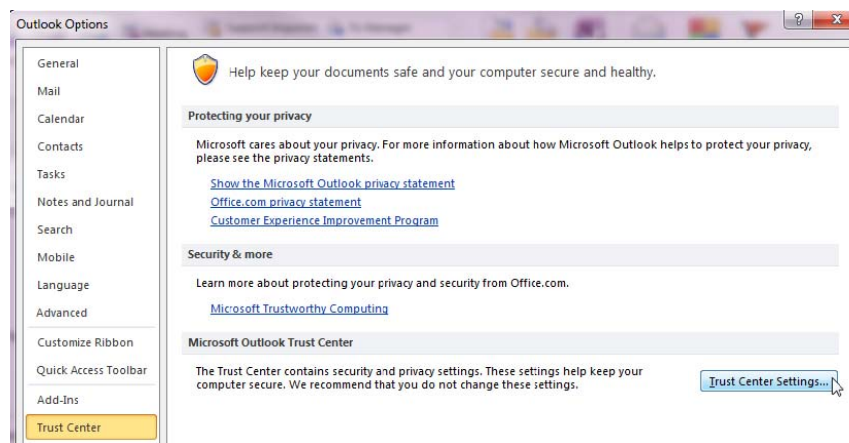 Outlook Options
General
Mail
Calendar
Contacts
Tasks
Notes and Journal
Search
Mobile
Language
Advanced
Customize Ribbon
Quick Access Toolbar
Add-Ins
Trust Center
Help keep your documents safe and your computer secure and healthy.
Protecting your privacy
Microsoft cares about your privacy. For more information about how Microsoft Outlook helps to protect your privacy,
please see the privacy statements.
Show the Microsoft Outlook privacy statement
Office.com privacy statement
Customer Experience Improvement Program
Security & more
Learn more about protecting your privacy and security from Office.com.
Microsoft Trustworthy Computing
Microsoft Outlook Trust Center
The Trust Center contains security and privacy settings. These settings help keep your
computer secure. We recommend that you do not change these settings.
Trust Center Settings...